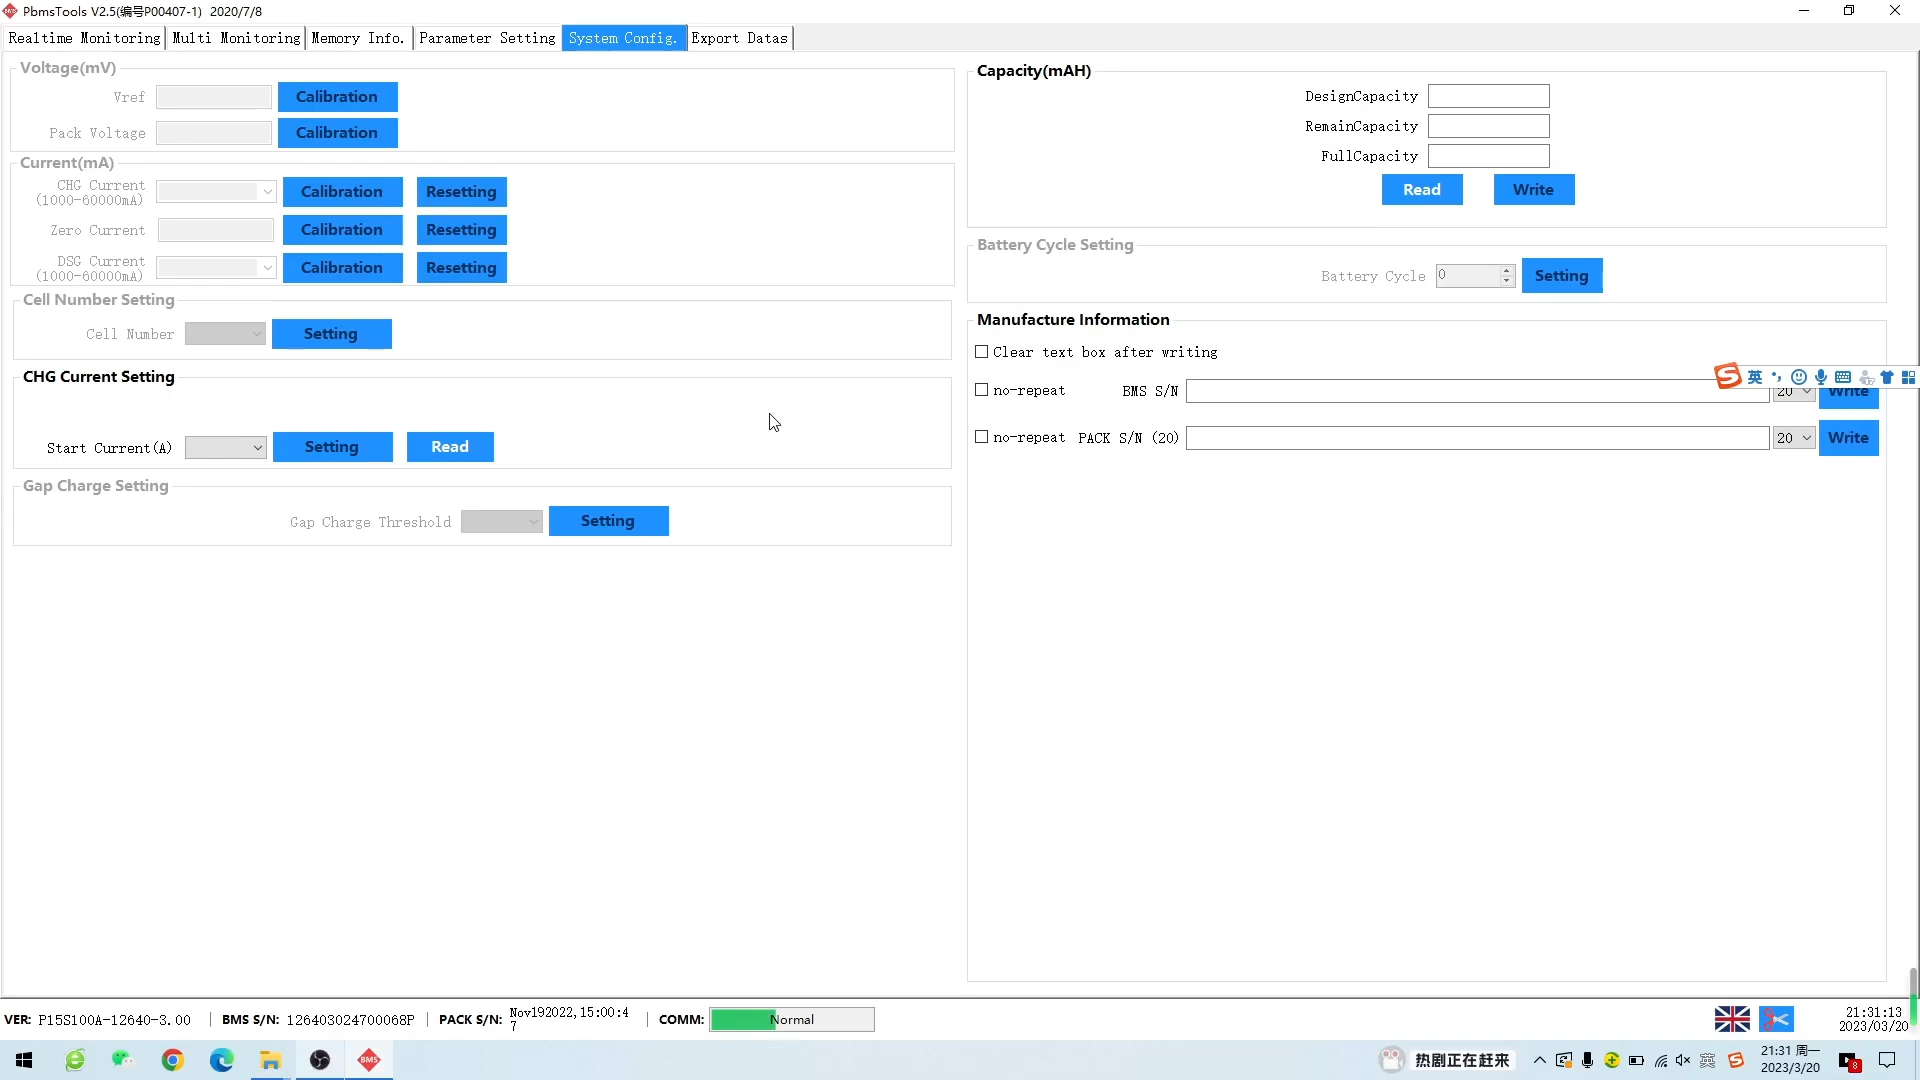 PbmsTools V2.5(编号P00407-1) 2020/7/8
Realtime Monitoring Multi Monitoring Memory Info. Parameter Setting System Config. Export Datas
Voltage(mV)
Vref Calibration
Pack Voltage Calibration
Current(mA)
CHG Current
(1000-60000mA)
Calibration Resetting
Zero Current Calibration Resetting
DSG Current
(1000-60000mA)
Calibration Resetting
Cell Number Setting
Cell Number Setting
CHG Current Setting
Start Current(A) Setting Read
Gap Charge Setting
Gap Charge Threshold Setting
Capacity(mAH)
DesignCapacity
RemainCapacity
FullCapacity
Read Write
Battery Cycle Setting
Battery Cycle 0 Setting
Manufacture Information
Clear text box after writing
英
no-repeat BMS S/N 20 Write
no-repeat PACK S/N (20) 20 Write
VER: P15S100A-12640-3.00 BMS S/N: 126403024700068P PACK S/N: Nov192022,15:00:4
7
COMM: Normal
21:31:13
2023/03/20
BMS
热剧正在赶来
英
21:31 周一
2023/3/20
8